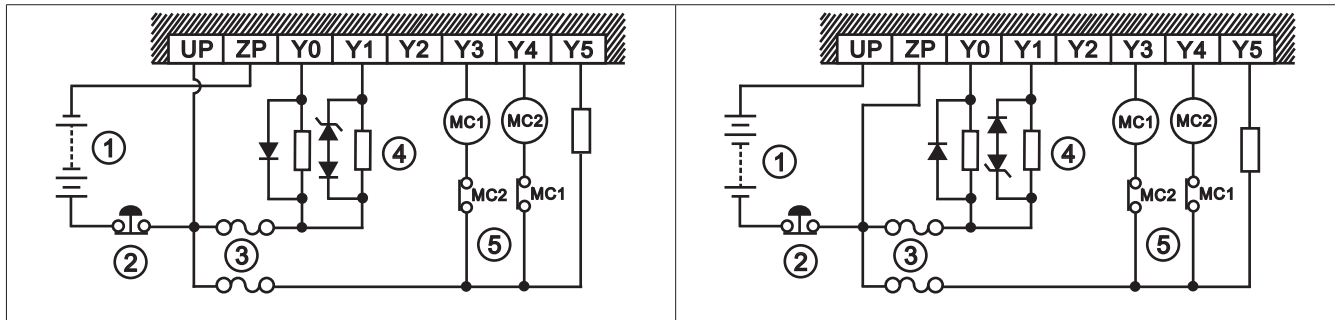 UP ZP Y0 Y1 Y2 Y3 Y4 Y5
MC1 MC2
① ④
MC2 MC1
② ③ ⑤
UP ZP Y0 Y1 Y2 Y3 Y4 Y5
MC1 MC2
① ④
MC2 MC1
② ③ ⑤